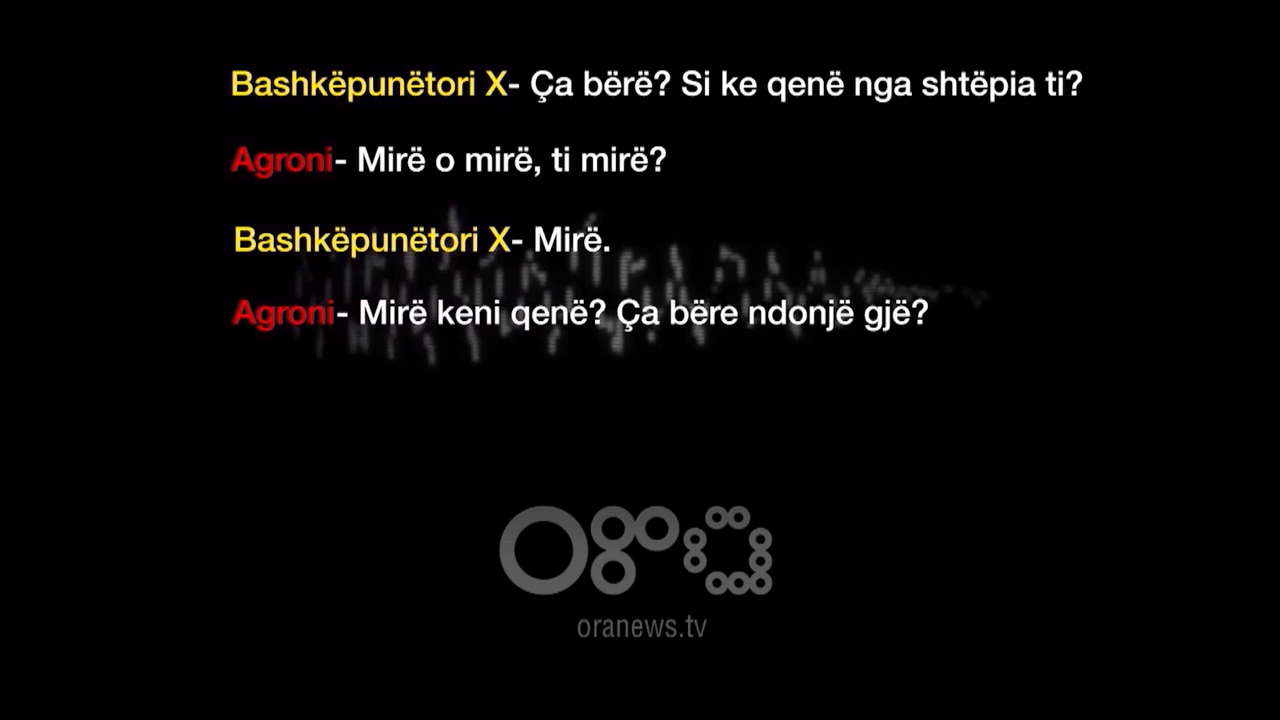 Bashkëpunëtori X- Ça bërë? Si ke qenë nga shtëpia ti?
Agroni- Mirë o mirë, ti mirë?
Bashkëpunëtori X- Mirë.
Agroni- Mirë keni qenë? Ça bëre ndonjë gjë?
ora
oranews.tv